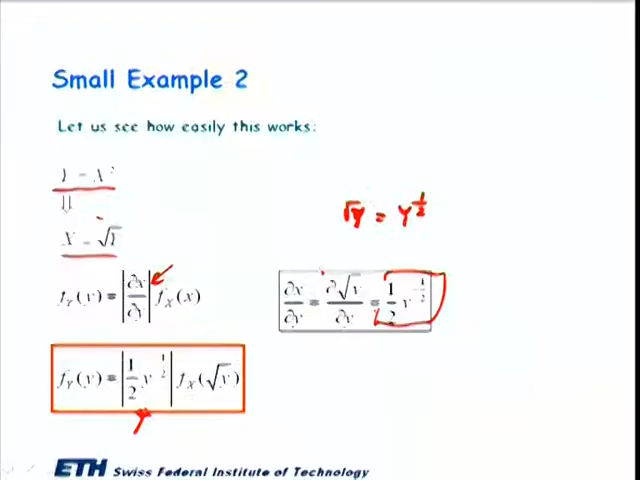 Small Example 2
Let us see how easily this works:
Y = X²
⇓
X = √Y
√y = y^(1/2)
f_Y(y) = |∂x/∂y| f_X(x)
∂x/∂y = ∂√y/∂y = 1/2 y^(-1/2)
f_Y(y) = |1/2 y^(-1/2)| f_X(√y)
ETH Swiss Federal Institute of Technology